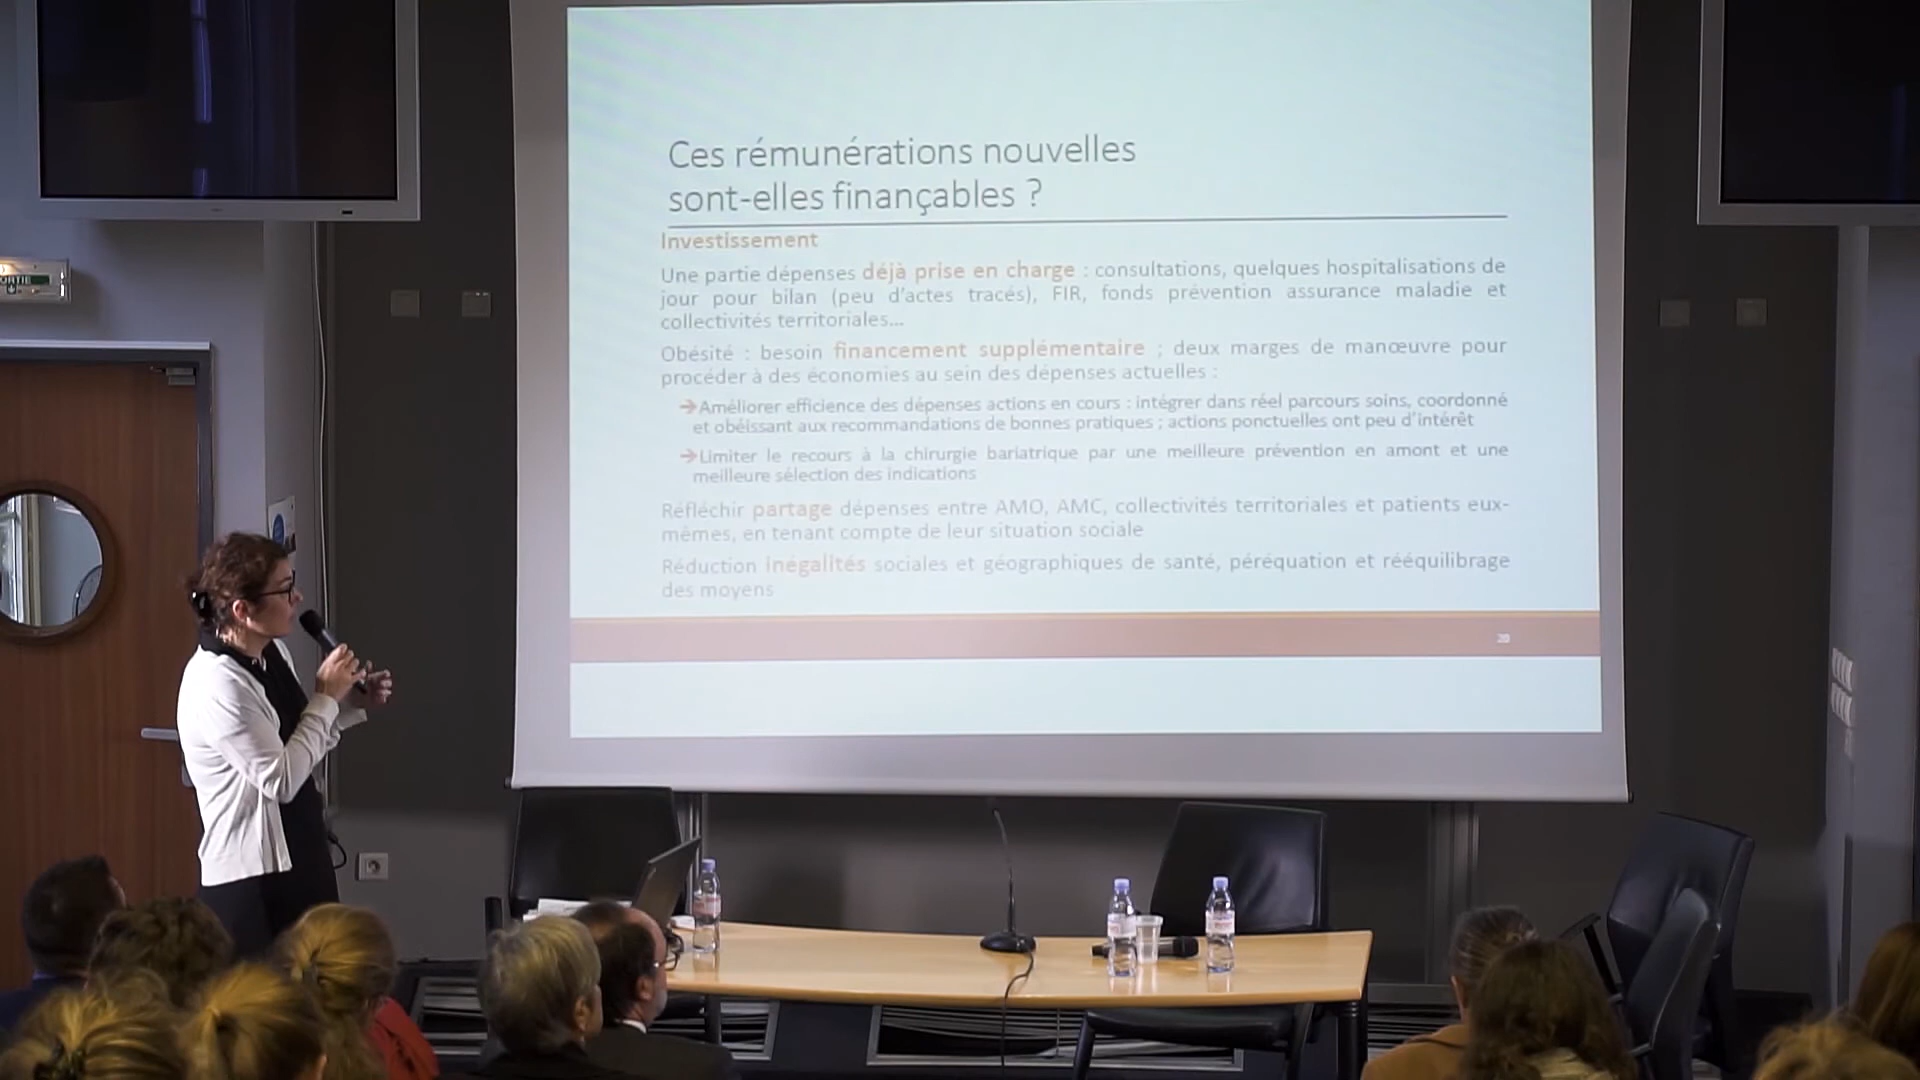 Ces rémunérations nouvelles
sont-elles finançables ?
Investissement
Une partie dépenses déjà prise en charge : consultations, quelques hospitalisations de
jour pour bilan (peu d'actes tracés), FIR, fonds prévention assurance maladie et
collectivités territoriales...
Obésité : besoin financement supplémentaire ; deux marges de manœuvre pour
procéder à des économies au sein des dépenses actuelles :
→Améliorer efficience des dépenses actions en cours : intégrer dans réel parcours soins, coordonné
et obéissant aux recommandations de bonnes pratiques ; actions ponctuelles ont peu d'intérêt
→Limiter le recours à la chirurgie bariatrique par une meilleure prévention en amont et une
meilleure sélection des indications
Réfléchir partage dépenses entre AMO, AMC, collectivités territoriales et patients eux-
mêmes, en tenant compte de leur situation sociale
Réduction inégalités sociales et géographiques de santé, péréquation et rééquilibrage
des moyens